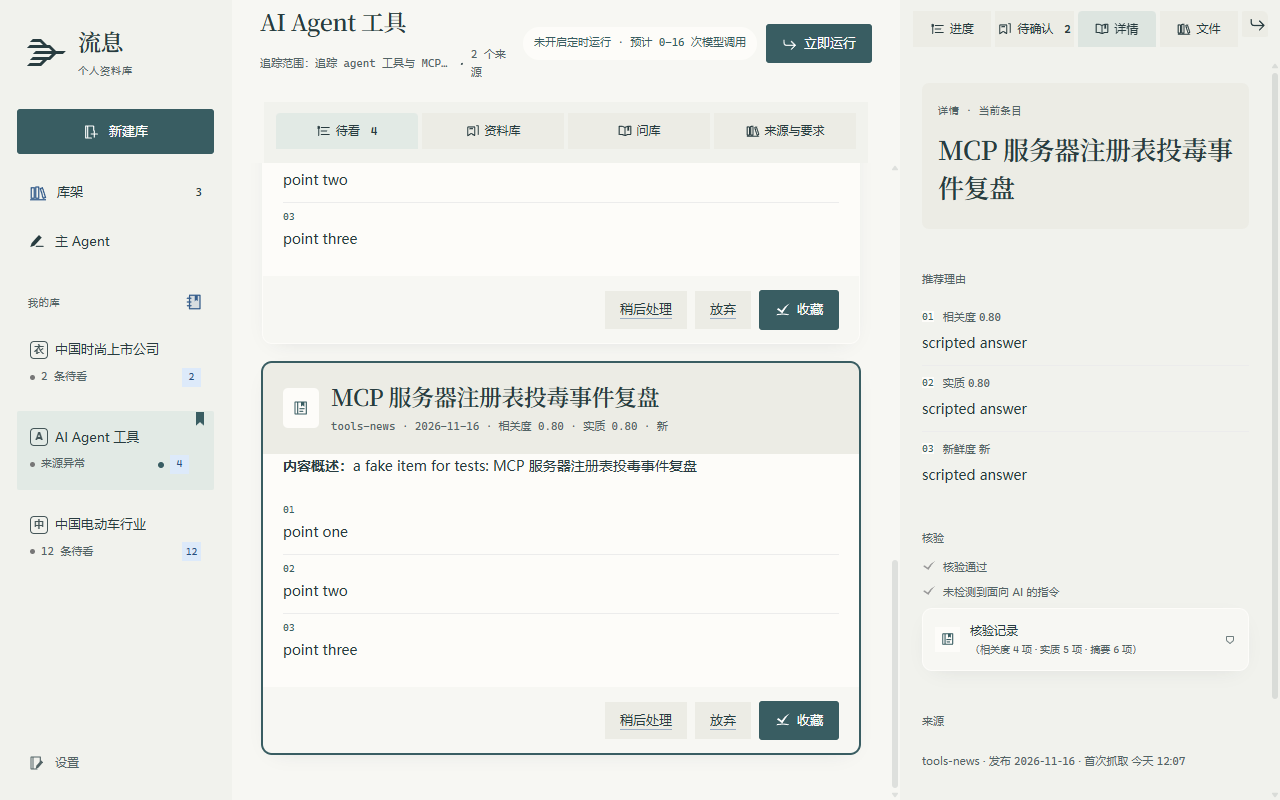 流息
个人资料库
新建库
库架 3
主 Agent
我的库
衣 中国时尚上市公司
2 条待看 2
A AI Agent 工具
来源异常 4
中 中国电动车行业
12 条待看 12
设置
AI Agent 工具
追踪范围：追踪 agent 工具与 MCP… · 2 个来源
未开启定时运行 · 预计 0–16 次模型调用
立即运行
待看 4
资料库
问库
来源与要求
point two
03
point three
稍后处理 放弃 收藏
MCP 服务器注册表投毒事件复盘
tools-news · 2026-11-16 · 相关度 0.80 · 实质 0.80 · 新
内容概述：a fake item for tests: MCP 服务器注册表投毒事件复盘
01
point one
02
point two
03
point three
稍后处理 放弃 收藏
进度 待确认 2 详情 文件
详情 · 当前条目
MCP 服务器注册表投毒事
件复盘
推荐理由
01 相关度 0.80
scripted answer
02 实质 0.80
scripted answer
03 新鲜度 新
scripted answer
核验
核验通过
未检测到面向 AI 的指令
核验记录
（相关度 4 项 · 实质 5 项 · 摘要 6 项）
来源
tools-news · 发布 2026-11-16 · 首次抓取 今天 12:07